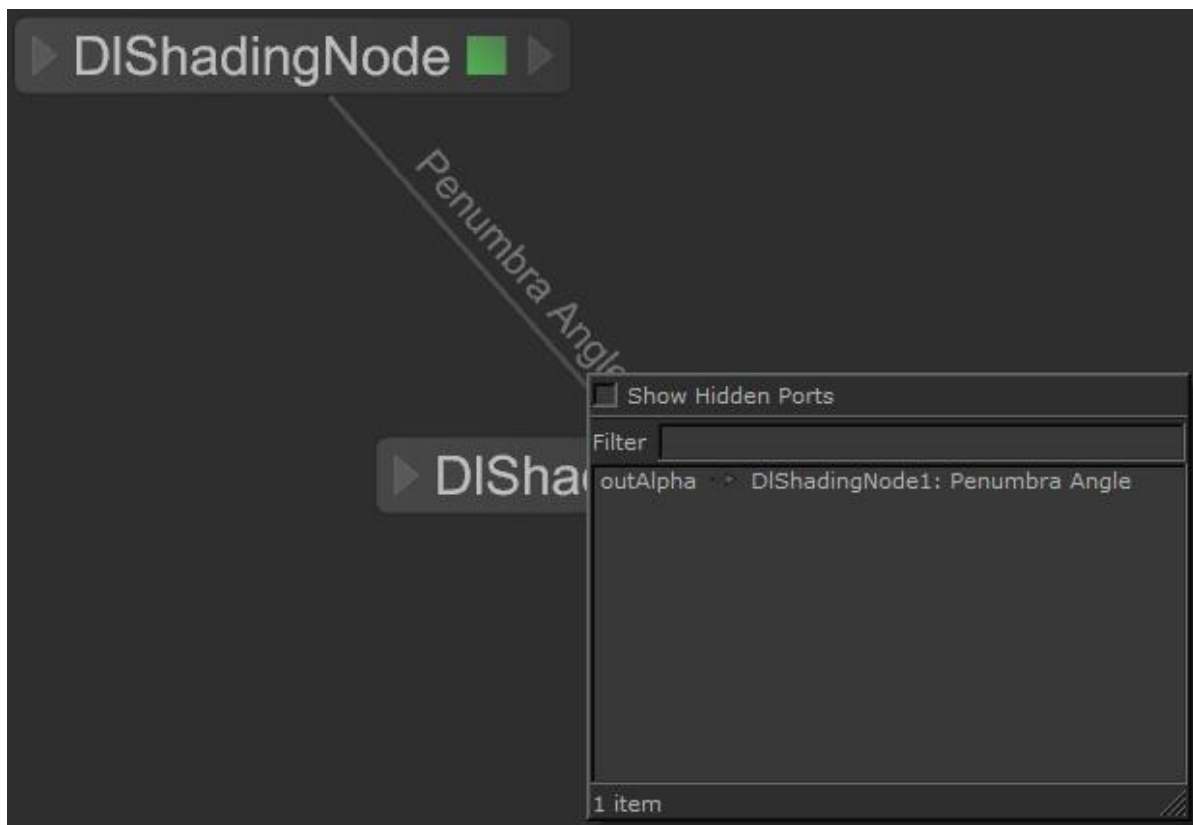 DlShadingNode
Penumbra Angle
Show Hidden Ports
Filter
DlSha
outAlpha -> DlShadingNode1: Penumbra Angle
1 item